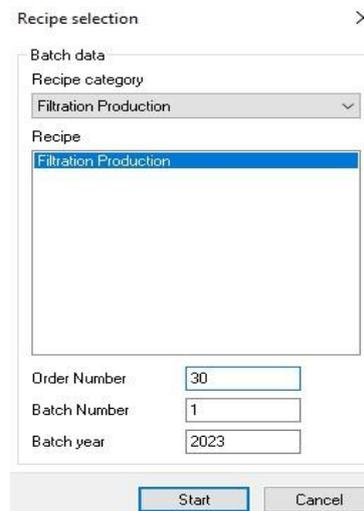 Recipe selection
Batch data
Recipe category
Filtration Production
Recipe
Filtration Production
Order Number 30
Batch Number 1
Batch year 2023
Start Cancel